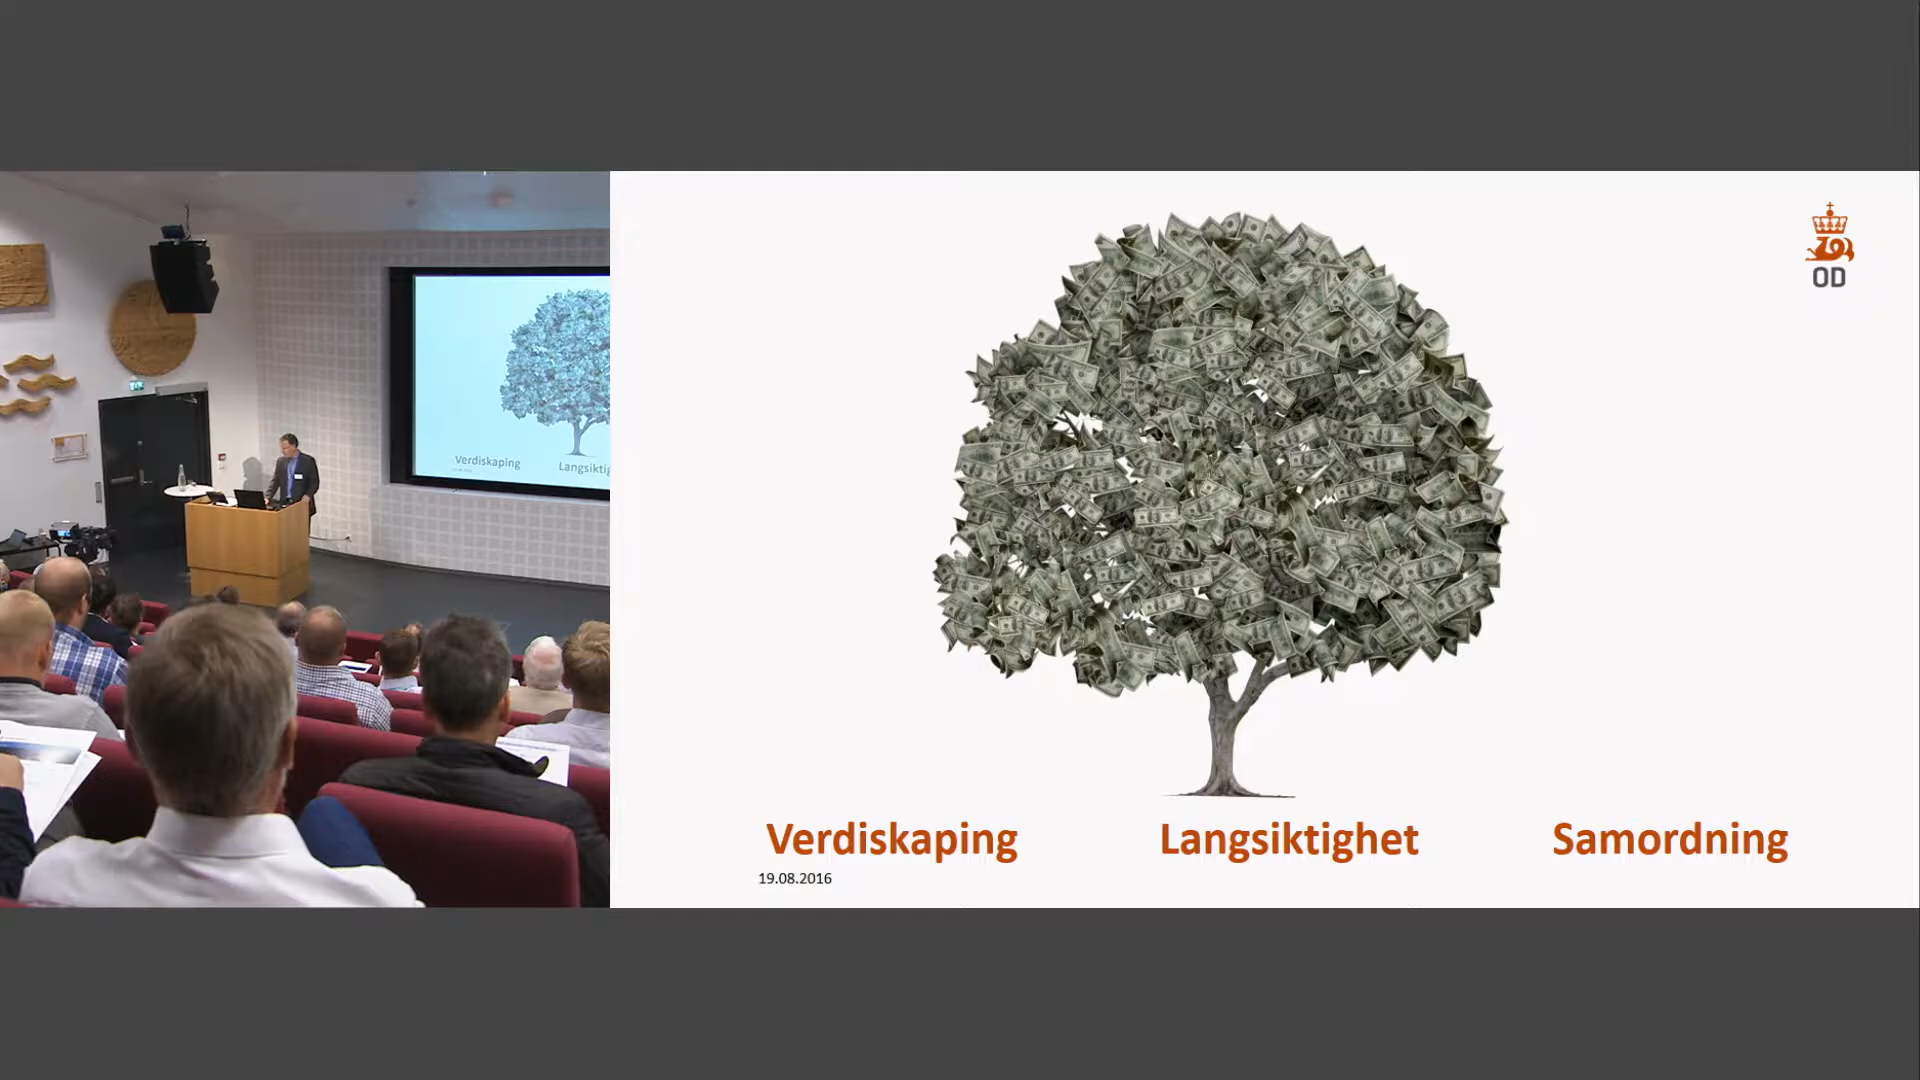 Verdiskaping
Langsiktig
OD
Verdiskaping Langsiktighet Samordning
19.08.2016